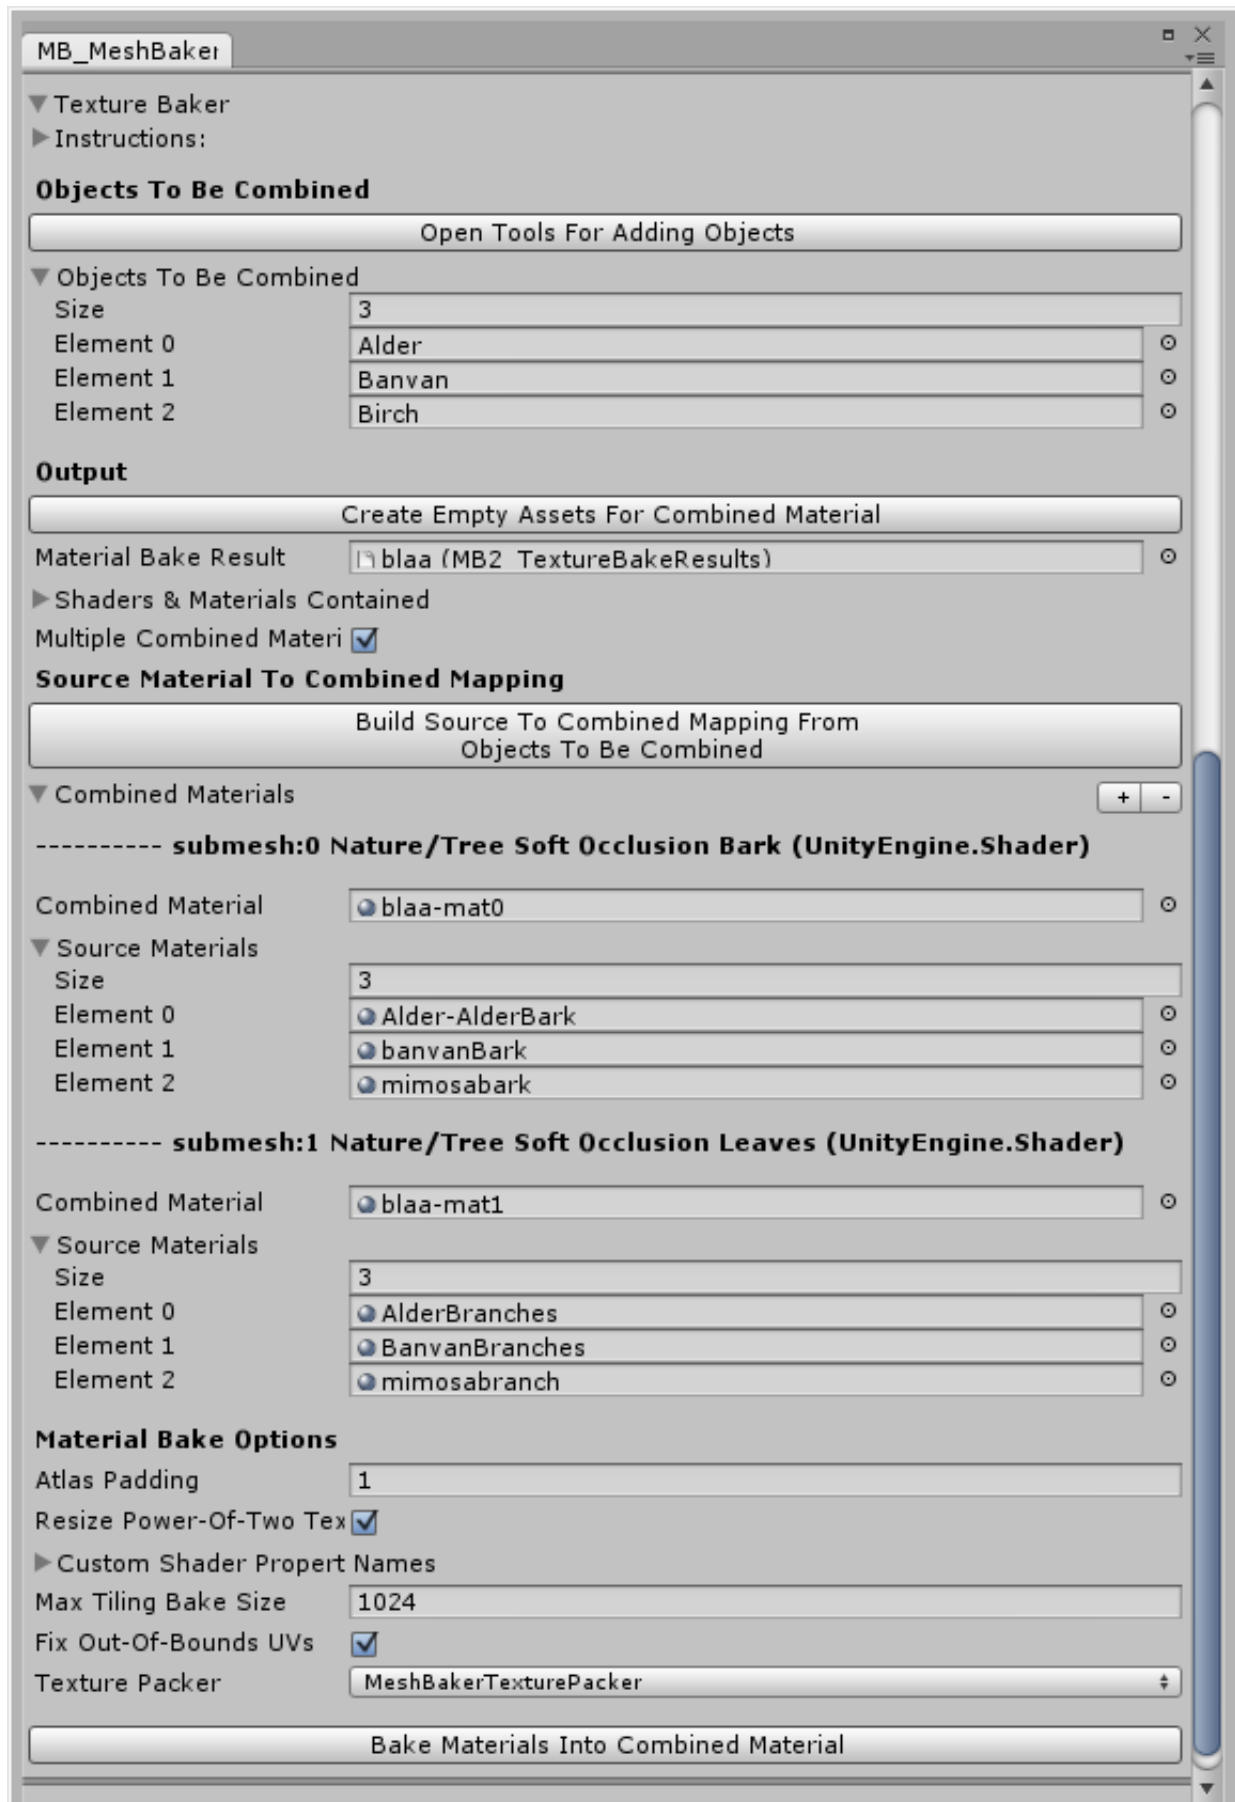 MB_MeshBaker
Texture Baker
Instructions:
Objects To Be Combined
Open Tools For Adding Objects
Objects To Be Combined
Size 3
Element 0 Alder
Element 1 Banvan
Element 2 Birch
Output
Create Empty Assets For Combined Material
Material Bake Result blaa (MB2_TextureBakeResults)
Shaders & Materials Contained
Multiple Combined Materi
Source Material To Combined Mapping
Build Source To Combined Mapping From
Objects To Be Combined
Combined Materials + -
---------- submesh:0 Nature/Tree Soft Occlusion Bark (UnityEngine.Shader)
Combined Material blaa-mat0
Source Materials
Size 3
Element 0 Alder-AlderBark
Element 1 banvanBark
Element 2 mimosabark
---------- submesh:1 Nature/Tree Soft Occlusion Leaves (UnityEngine.Shader)
Combined Material blaa-mat1
Source Materials
Size 3
Element 0 AlderBranches
Element 1 BanvanBranches
Element 2 mimosabranch
Material Bake Options
Atlas Padding 1
Resize Power-Of-Two Tex
Custom Shader Propert Names
Max Tiling Bake Size 1024
Fix Out-Of-Bounds UVs
Texture Packer MeshBakerTexturePacker
Bake Materials Into Combined Material